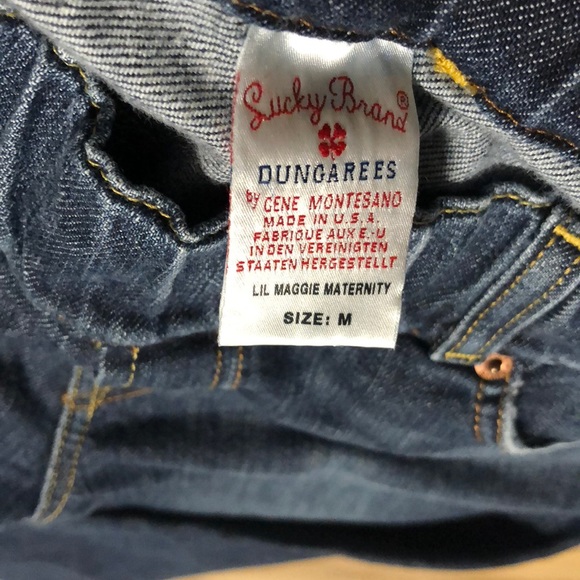 Lucky Brand®
DUNGAREES
by GENE MONTESANO
MADE IN U.S.A.
FABRIQUE AUX E.-U
IN DEN VEREINIGTEN
STAATEN HERGESTELLT
LIL MAGGIE MATERNITY
SIZE: M